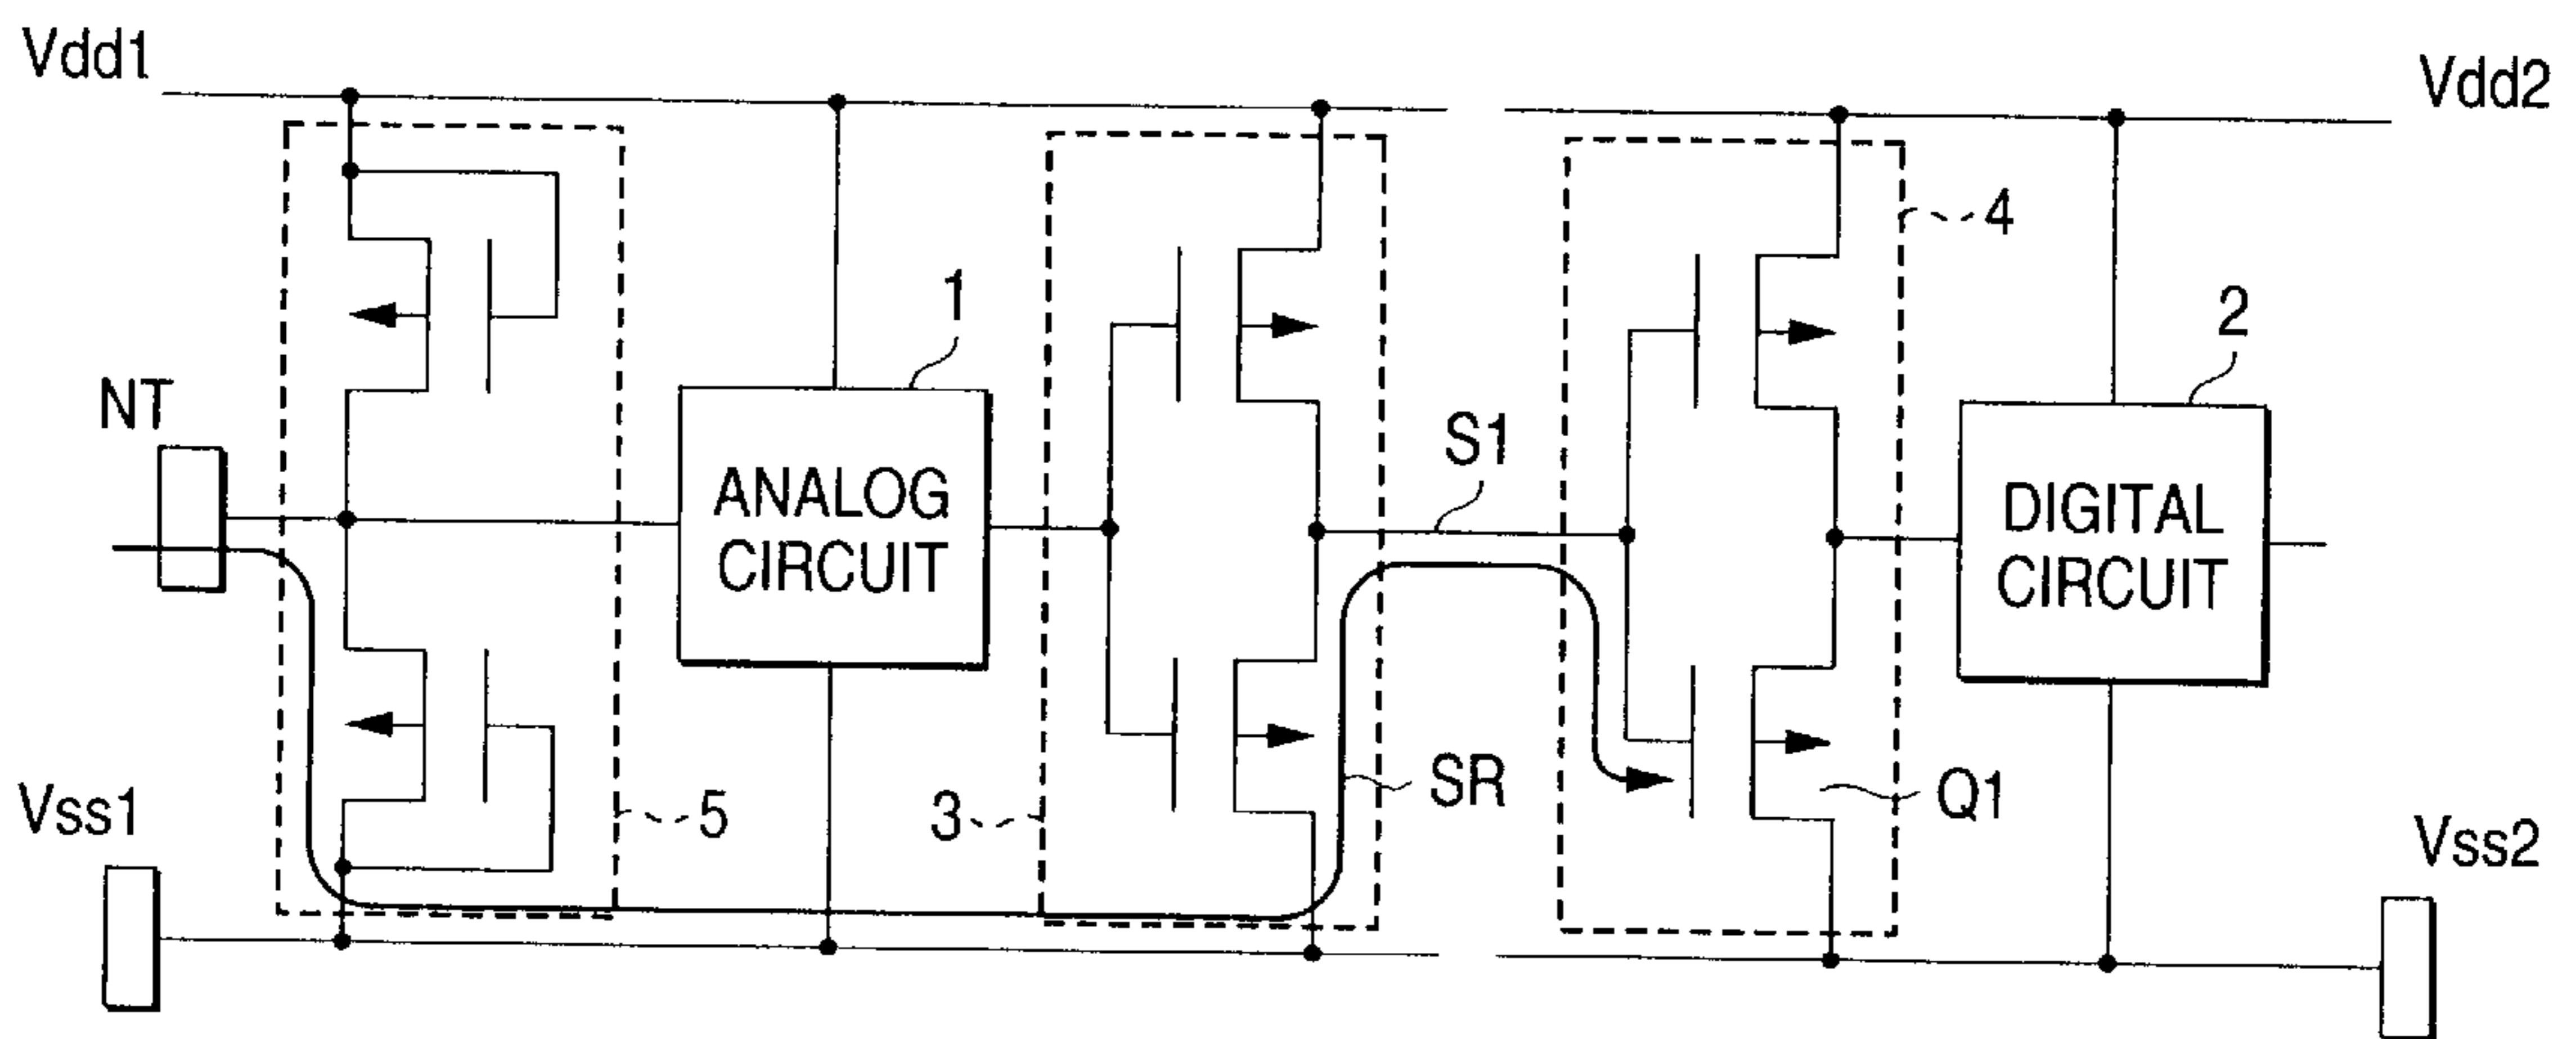 Vdd1
Vdd2
4
1
2
NT
S1
ANALOG
CIRCUIT
DIGITAL
CIRCUIT
Vss1
5
3
SR
Q1
Vss2